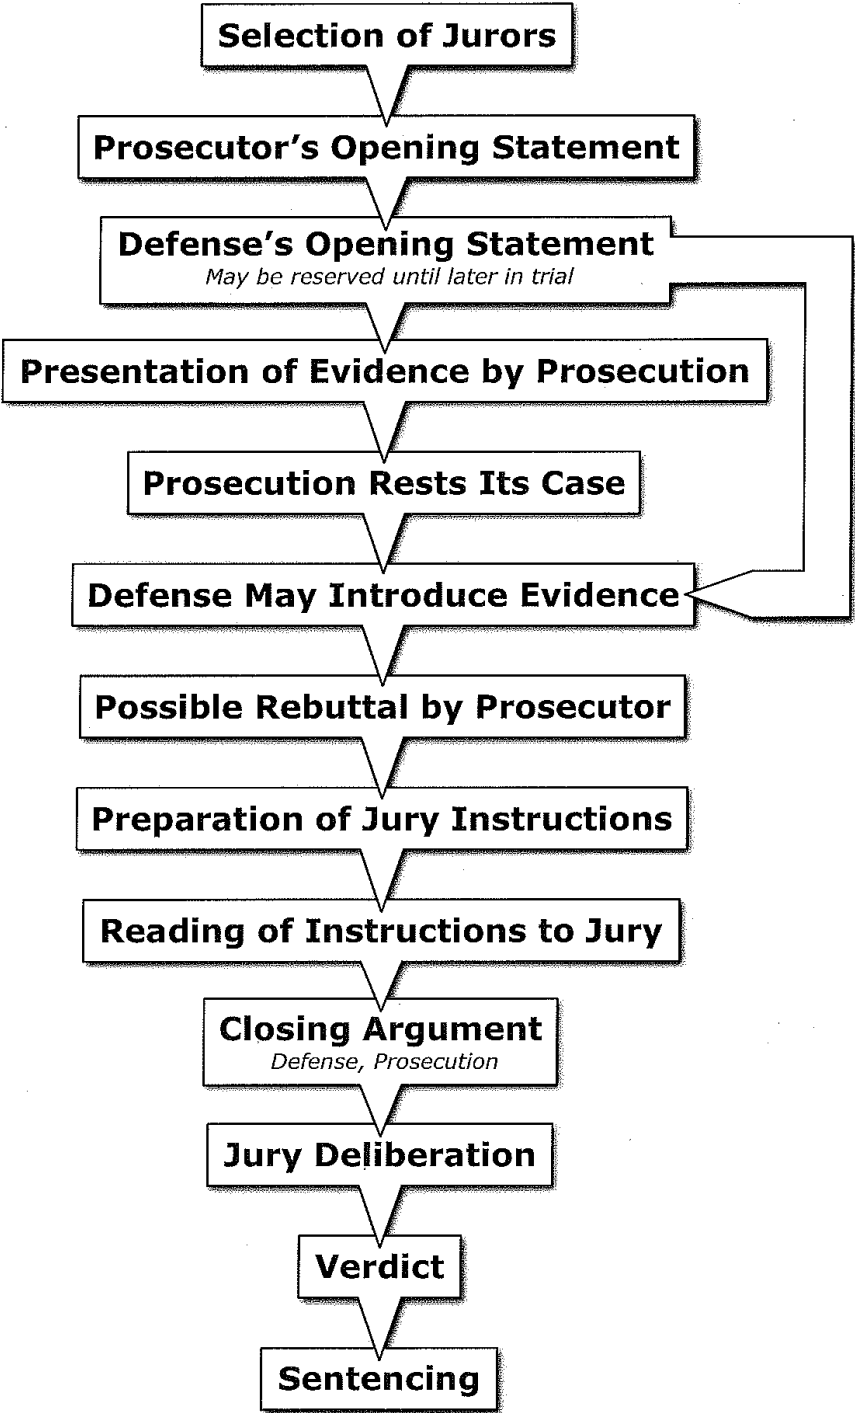 Selection of Jurors
Prosecutor's Opening Statement
Defense's Opening Statement
May be reserved until later in trial
Presentation of Evidence by Prosecution
Prosecution Rests Its Case
Defense May Introduce Evidence
Possible Rebuttal by Prosecutor
Preparation of Jury Instructions
Reading of Instructions to Jury
Closing Argument
Defense, Prosecution
Jury Deliberation
Verdict
Sentencing